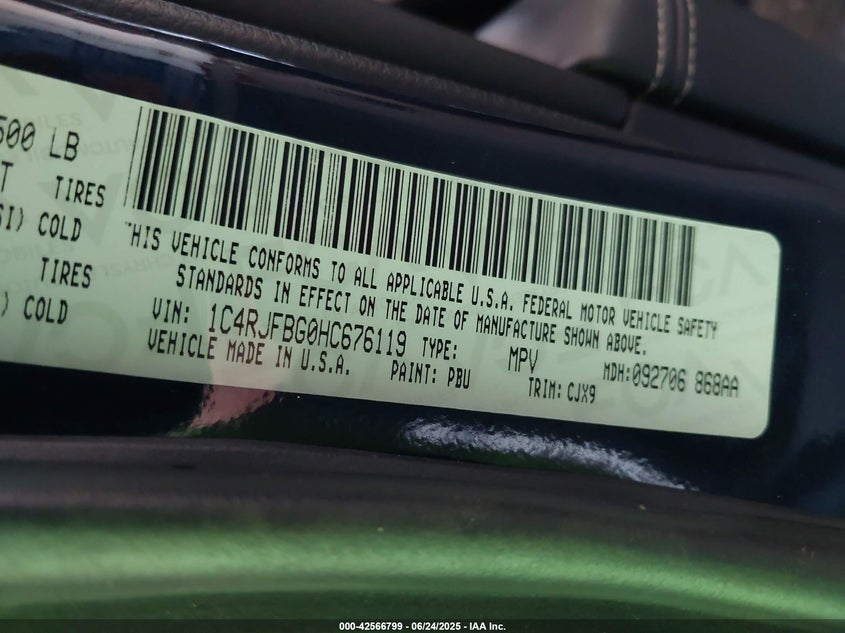 500 LB
T TIRES
SI) COLD
TIRES
) COLD
HIS VEHICLE CONFORMS TO ALL APPLICABLE U.S.A. FEDERAL MOTOR VEHICLE SAFETY
STANDARDS IN EFFECT ON THE DATE OF MANUFACTURE SHOWN ABOVE.
VIN: 1C4RJFBG0HC676119 TYPE: MPV MDH:092706 868AA
VEHICLE MADE IN U.S.A. PAINT: PBU TRIM: CJX9
000-42566799 - 06/24/2025 - IAA Inc.